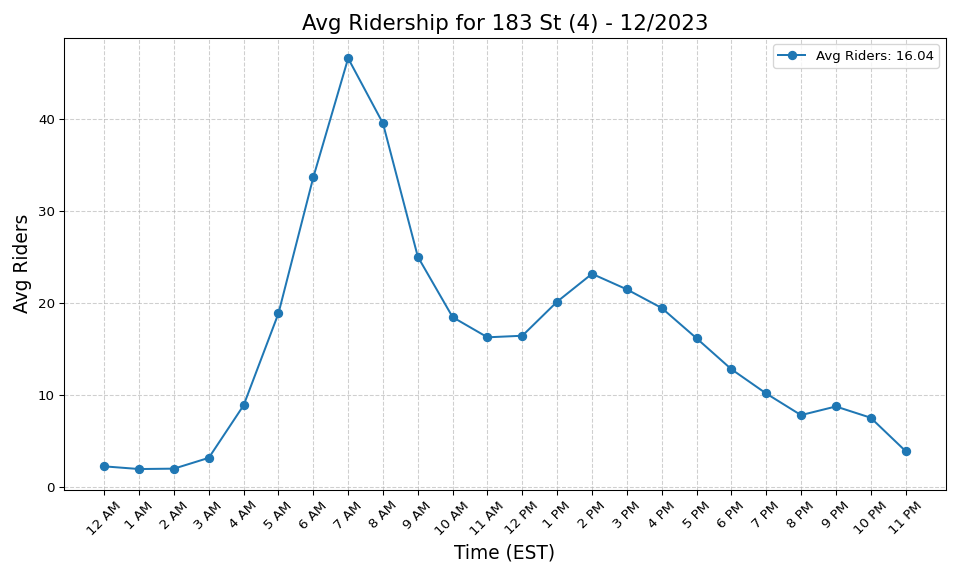 Avg Ridership for 183 St (4) - 12/2023
Avg Riders: 16.04
Avg Riders
40
30
20
10
0
12 AM
1 AM
2 AM
3 AM
4 AM
5 AM
6 AM
7 AM
8 AM
9 AM
10 AM
11 AM
12 PM
1 PM
2 PM
3 PM
4 PM
5 PM
6 PM
7 PM
8 PM
9 PM
10 PM
11 PM
Time (EST)